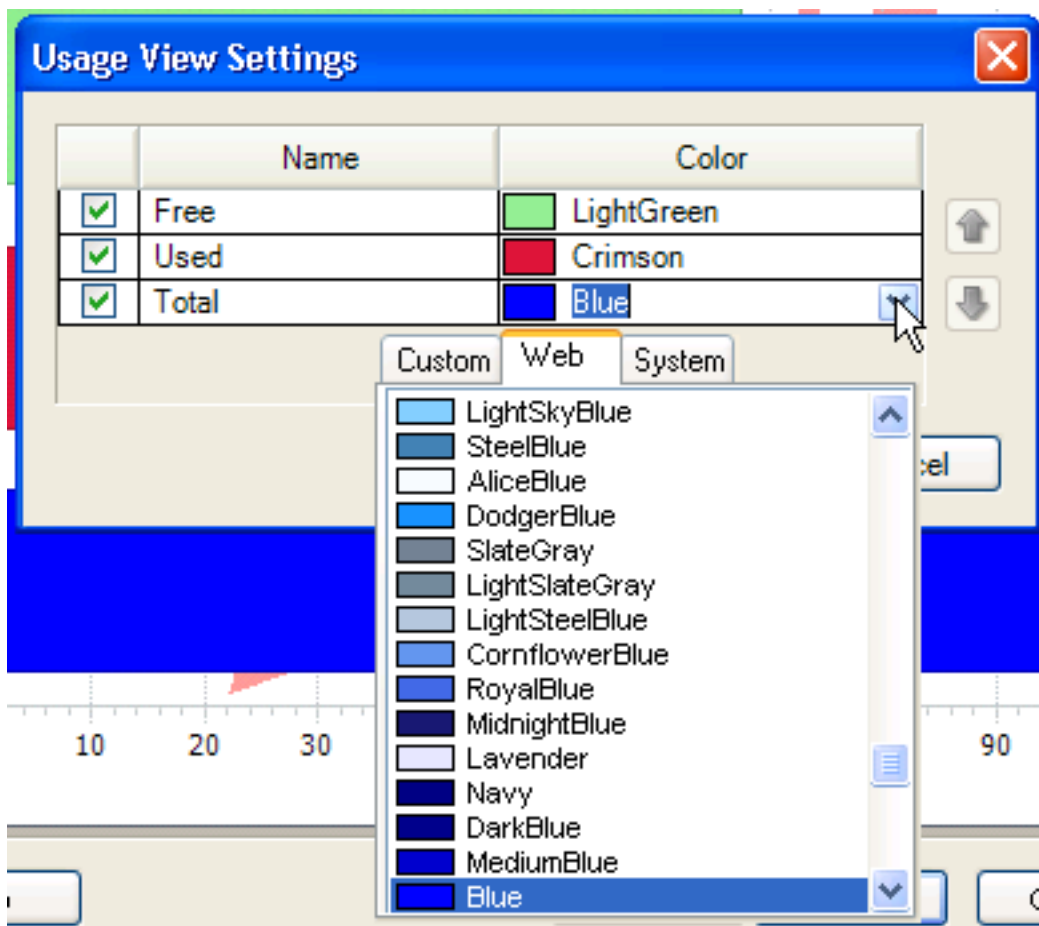 Usage View Settings
Name Color
Free LightGreen
Used Crimson
Total Blue
Custom Web System
LightSkyBlue
SteelBlue
AliceBlue
DodgerBlue
SlateGray
LightSlateGray
LightSteelBlue
CornflowerBlue
RoyalBlue
MidnightBlue
Lavender
Navy
DarkBlue
MediumBlue
Blue
cel
10 20 30 90